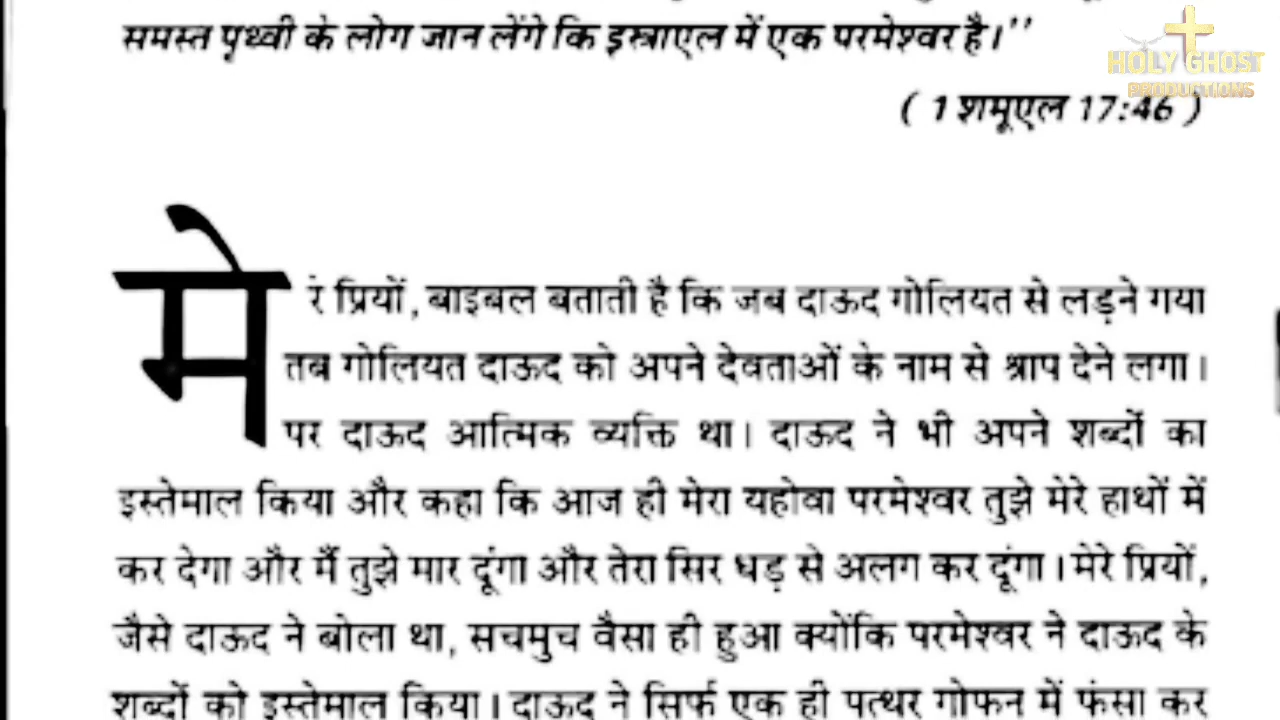 समस्त पृथ्वी के लोग जान लेंगे कि इस्त्राएल में एक परमेश्वर है।’’
HOLY GHOST
PRODUCTIONS
( 1 शमूएल 17:46 )
मेरे प्रियों, बाइबल बताती है कि जब दाऊद गोलियत से लड़ने गया
तब गोलियत दाऊद को अपने देवताओं के नाम से श्राप देने लगा।
पर दाऊद आत्मिक व्यक्ति था। दाऊद ने भी अपने शब्दों का
इस्तेमाल किया और कहा कि आज ही मेरा यहोवा परमेश्वर तुझे मेरे हाथों में
कर देगा और मैं तुझे मार दूंगा और तेरा सिर धड़ से अलग कर दूंगा। मेरे प्रियों,
जैसे दाऊद ने बोला था, सचमुच वैसा ही हुआ क्योंकि परमेश्वर ने दाऊद के
शब्दों को इस्तेमाल किया। दाऊद ने सिर्फ एक ही पत्थर गोफन में फंसा कर